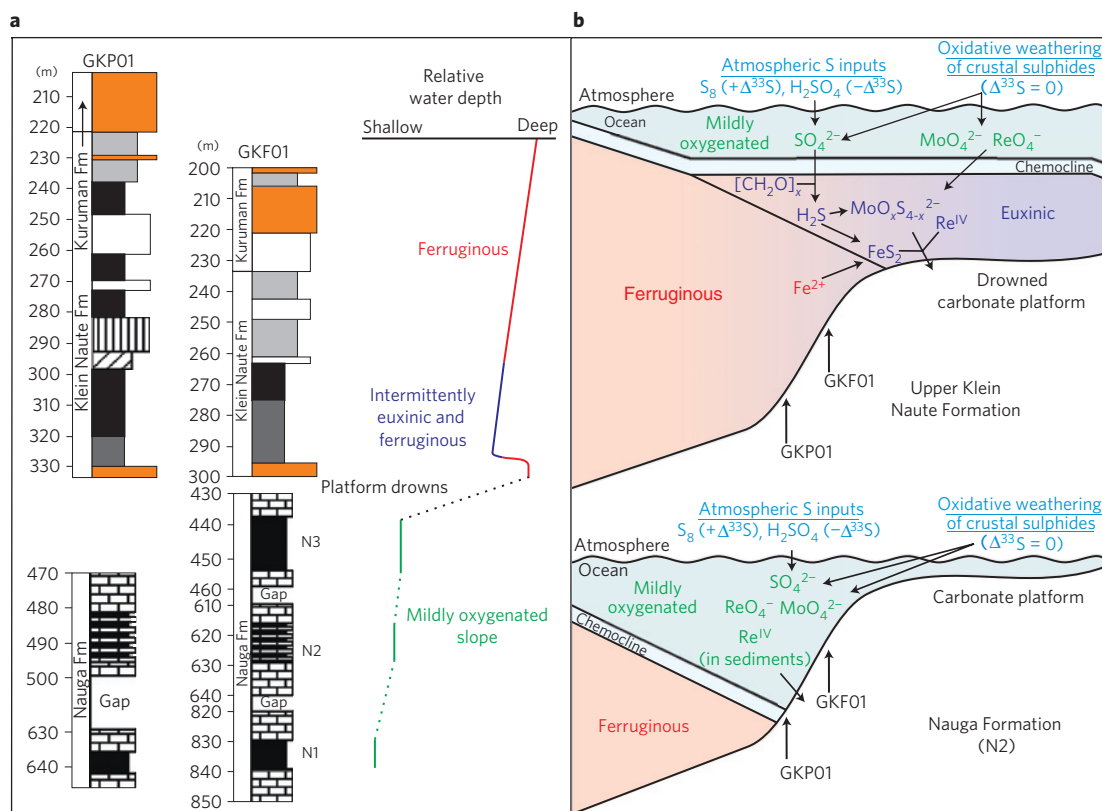 a
GKP01
(m)
210
220
230
240
250
260
270
280
290
300
310
320
330
Kuruman Fm
Klein Naute Fm
470
480
490
500
Gap
630
640
Nauga Fm
GKF01
(m)
200
210
220
230
240
250
260
270
275
280
290
300
Kuruman Fm
Klein Naute Fm
430
440
450
460
Gap
610
620
630
640
Gap
820
830
840
850
Nauga Fm
N3
N2
N1
Relative
water depth
Shallow
Deep
Ferruginous
Intermittently
euxinic and
ferruginous
Platform drowns
Mildly oxygenated
slope
b
Atmospheric S inputs
S₈ (+Δ³³S), H₂SO₄ (−Δ³³S)
Oxidative weathering
of crustal sulphides
(Δ³³S = 0)
Atmosphere
Ocean
Mildly
oxygenated
SO₄²⁻
MoO₄²⁻ ReO₄⁻
Chemocline
[CH₂O]ₓ
H₂S
MoOₓS₄₋ₓ²⁻
Reᴵⱽ
Euxinic
FeS₂
Fe²⁺
Ferruginous
Drowned
carbonate platform
GKF01
GKP01
Upper Klein
Naute Formation
Atmospheric S inputs
S₈ (+Δ³³S), H₂SO₄ (−Δ³³S)
Oxidative weathering
of crustal sulphides
(Δ³³S = 0)
Atmosphere
Ocean
Mildly
oxygenated
SO₄²⁻
ReO₄⁻ MoO₄²⁻
Reᴵⱽ
(in sediments)
Carbonate platform
Chemocline
Ferruginous
GKF01
GKP01
Nauga Formation
(N2)